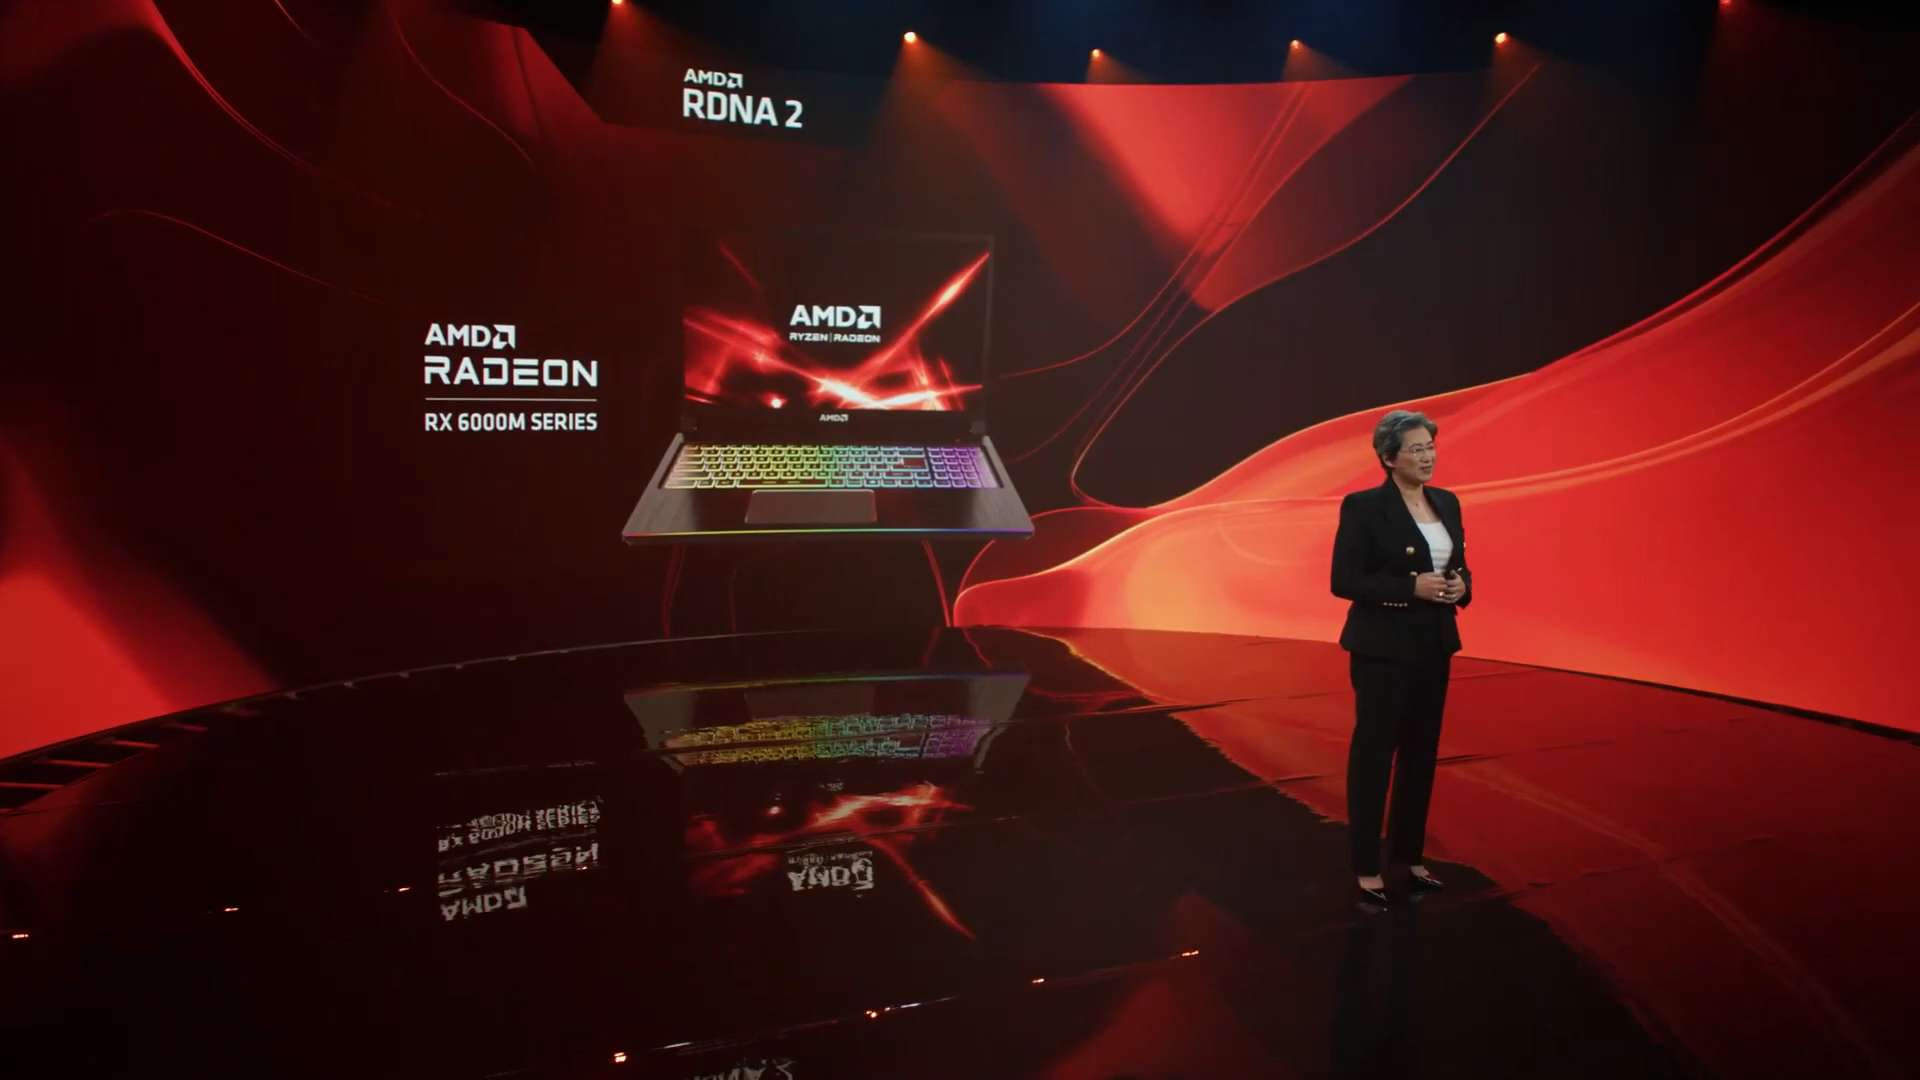 AMD
RDNA 2
AMD
RADEON
RX 6000M SERIES
AMD
RYZEN | RADEON
AMD